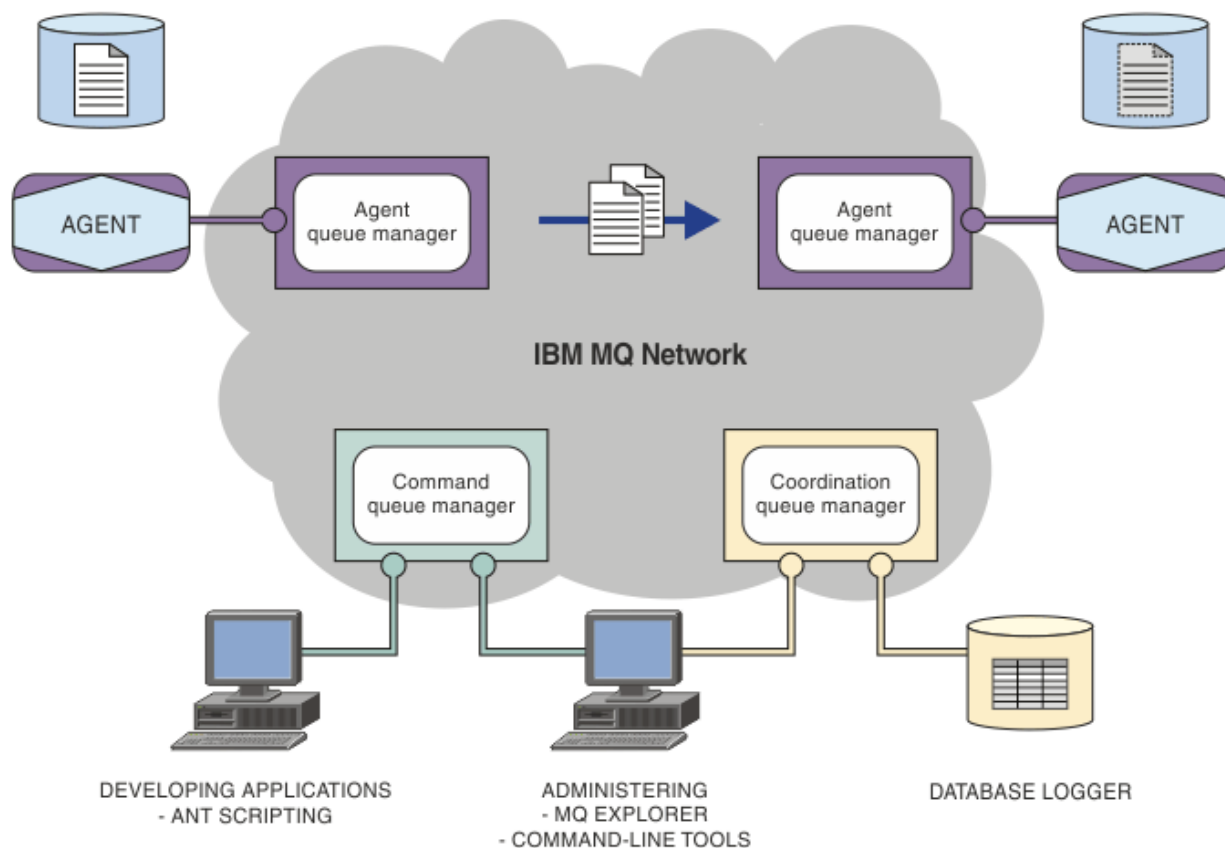 AGENT
Agent
queue manager
Agent
queue manager
AGENT
IBM MQ Network
Command
queue manager
Coordination
queue manager
DEVELOPING APPLICATIONS
- ANT SCRIPTING
ADMINISTERING
- MQ EXPLORER
- COMMAND-LINE TOOLS
DATABASE LOGGER